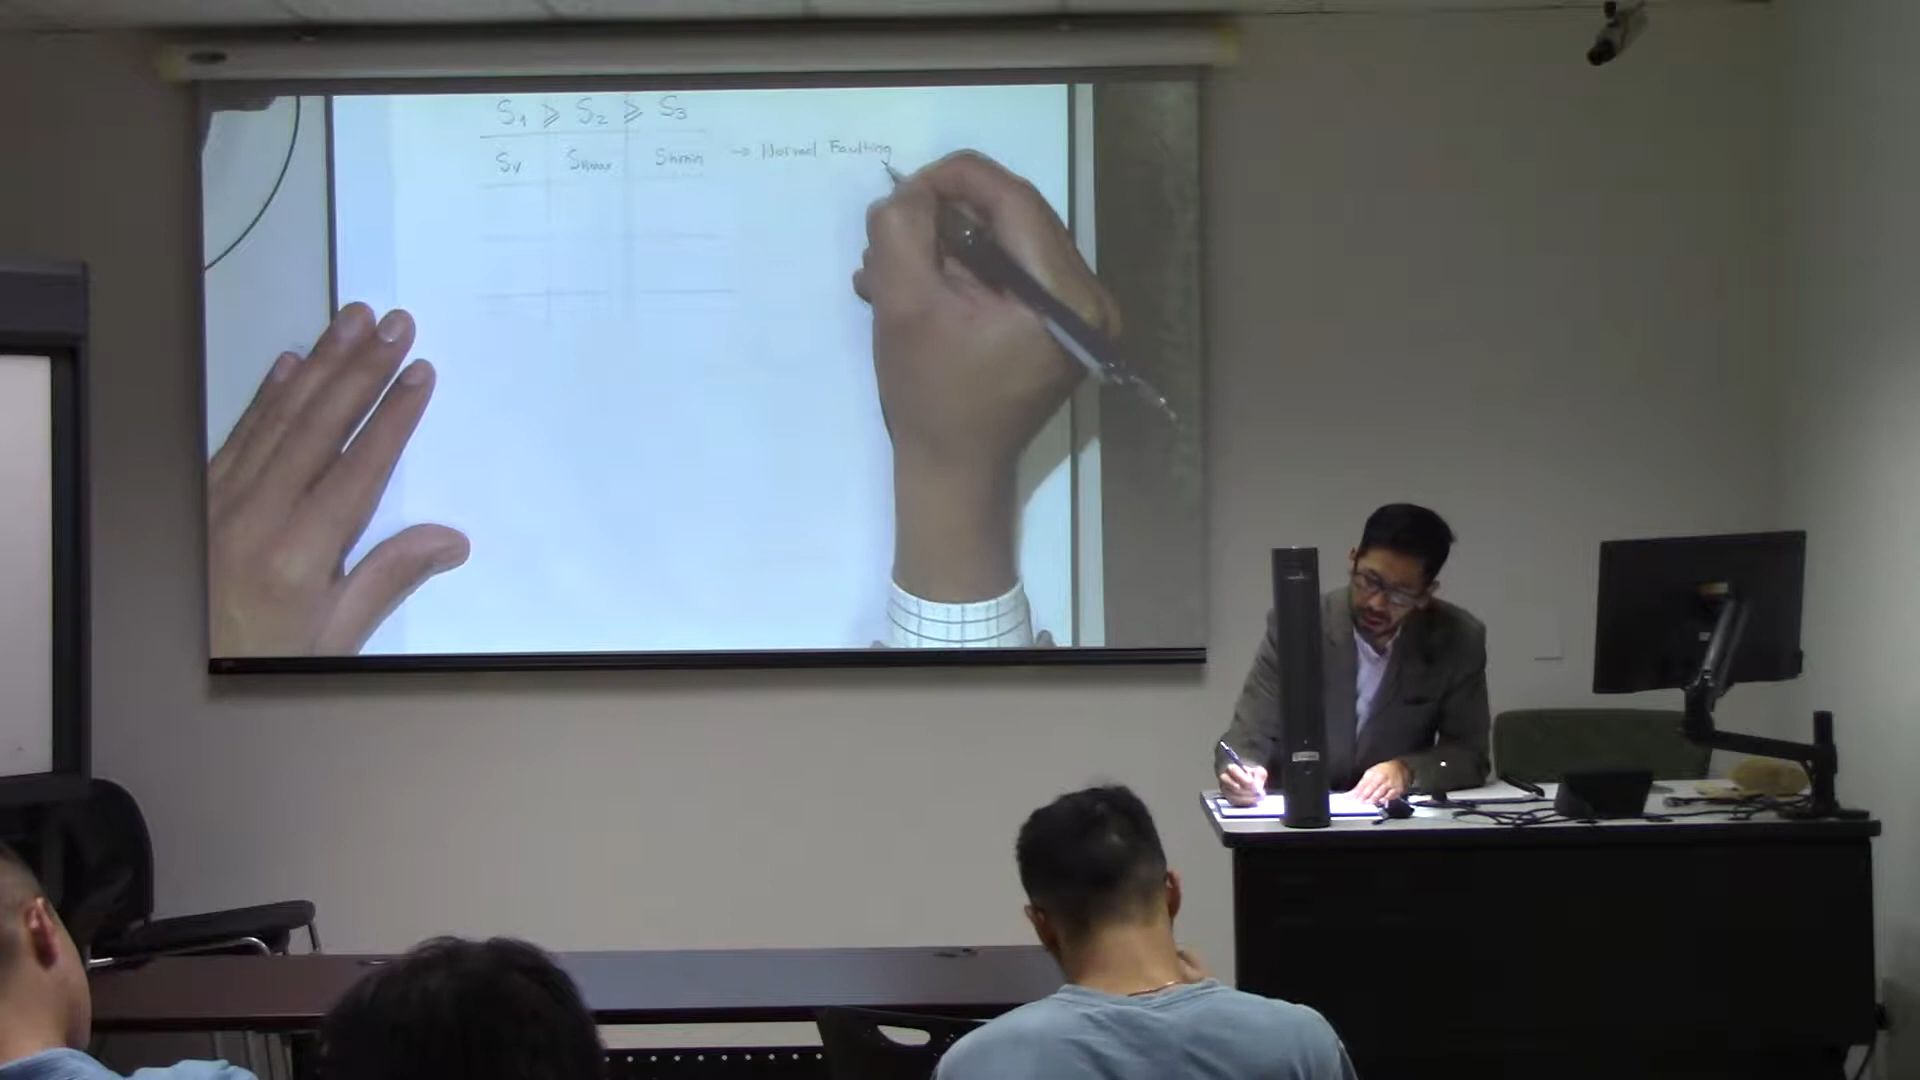 S₁ ⩾ S₂ ⩾ S₃
Sv SHmax Shmin → Normal Faulting